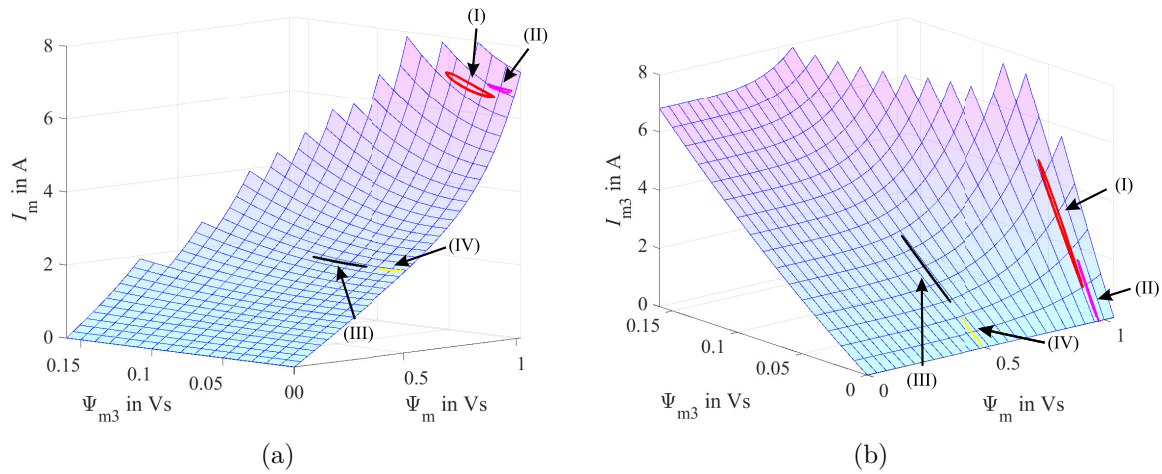 (I)
(II)
8
6
4
2
0
I_m in A
(IV)
(III)
0.15
0.1
0.05
00
0.5
1
Ψ_m3 in Vs
Ψ_m in Vs
(a)
8
6
4
2
0
I_m3 in A
(I)
(II)
(IV)
(III)
0.15
0.1
0.05
0
0
0.5
1
Ψ_m3 in Vs
Ψ_m in Vs
(b)